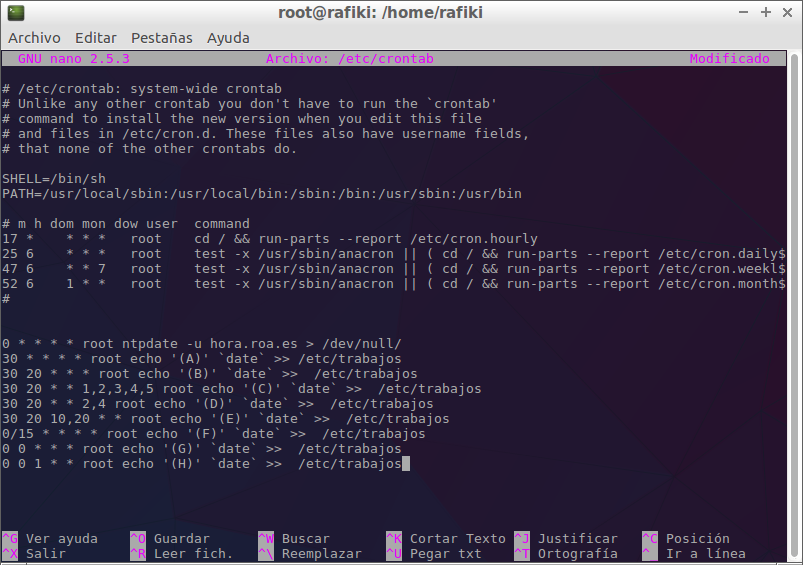 root@rafiki: /home/rafiki
Archivo Editar Pestañas Ayuda
GNU nano 2.5.3 Archivo: /etc/crontab Modificado
# /etc/crontab: system-wide crontab
# Unlike any other crontab you don't have to run the `crontab'
# command to install the new version when you edit this file
# and files in /etc/cron.d. These files also have username fields,
# that none of the other crontabs do.
SHELL=/bin/sh
PATH=/usr/local/sbin:/usr/local/bin:/sbin:/bin:/usr/sbin:/usr/bin
# m h dom mon dow user  command
17 *    * * *   root    cd / && run-parts --report /etc/cron.hourly
25 6    * * *   root    test -x /usr/sbin/anacron || ( cd / && run-parts --report /etc/cron.daily$
47 6    * * 7   root    test -x /usr/sbin/anacron || ( cd / && run-parts --report /etc/cron.weekl$
52 6    1 * *   root    test -x /usr/sbin/anacron || ( cd / && run-parts --report /etc/cron.month$
#
0 * * * * root ntpdate -u hora.roa.es > /dev/null/
30 * * * * root echo '(A)' `date` >> /etc/trabajos
30 20 * * * root echo '(B)' `date` >>  /etc/trabajos
30 20 * * 1,2,3,4,5 root echo '(C)' `date` >>  /etc/trabajos
30 20 * * 2,4 root echo '(D)' `date` >>  /etc/trabajos
30 20 10,20 * * root echo '(E)' `date` >>  /etc/trabajos
0/15 * * * * root echo '(F)' `date` >>  /etc/trabajos
0 0 * * * root echo '(G)' `date` >>  /etc/trabajos
0 0 1 * * root echo '(H)' `date` >>  /etc/trabajos
^G Ver ayuda ^O Guardar ^W Buscar ^K Cortar Texto ^J Justificar ^C Posición
^X Salir ^R Leer fich. ^\ Reemplazar ^U Pegar txt ^T Ortografía ^_ Ir a línea